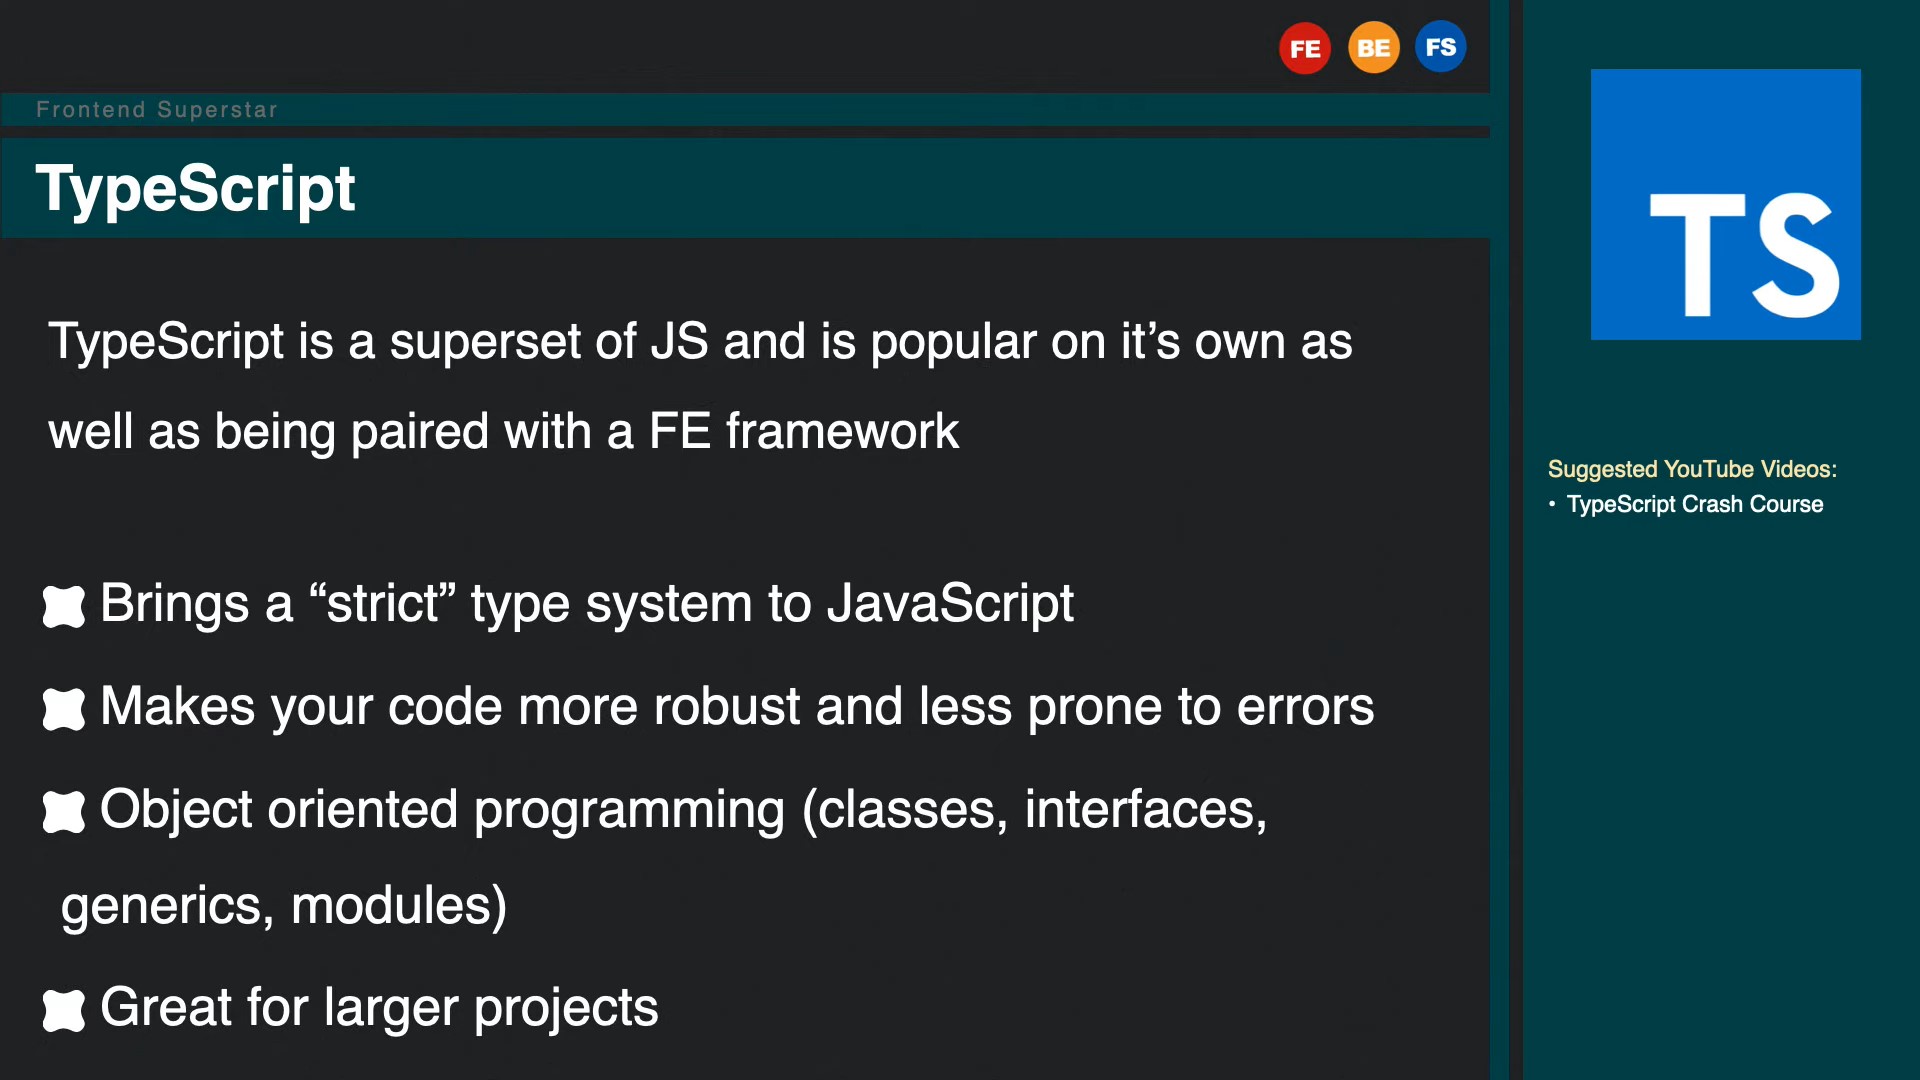 FE BE FS
Frontend Superstar
TypeScript
TypeScript is a superset of JS and is popular on it’s own as
well as being paired with a FE framework
Brings a “strict” type system to JavaScript
Makes your code more robust and less prone to errors
Object oriented programming (classes, interfaces,
generics, modules)
Great for larger projects
TS
Suggested YouTube Videos:
• TypeScript Crash Course